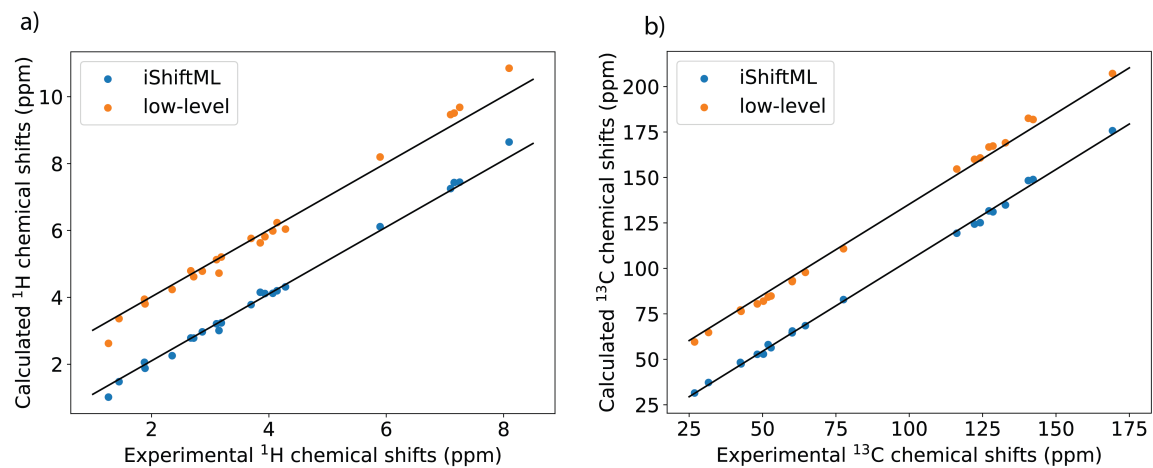 a)
Calculated ¹H chemical shifts (ppm)
10
8
6
4
2
iShiftML
low-level
2 4 6 8
Experimental ¹H chemical shifts (ppm)
b)
Calculated ¹³C chemical shifts (ppm)
200
175
150
125
100
75
50
25
iShiftML
low-level
25 50 75 100 125 150 175
Experimental ¹³C chemical shifts (ppm)